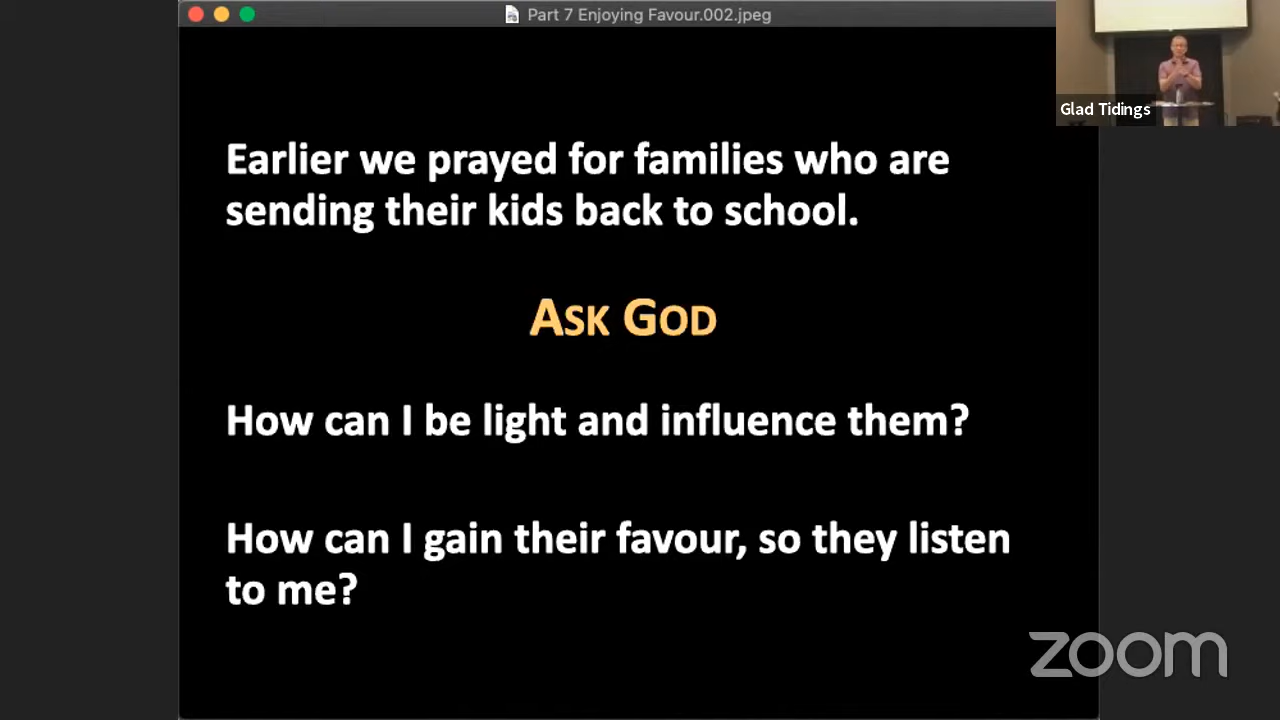 Part 7 Enjoying Favour.002.jpeg
Glad Tidings
Earlier we prayed for families who are
sending their kids back to school.
ASK GOD
How can I be light and influence them?
How can I gain their favour, so they listen
to me?
zoom